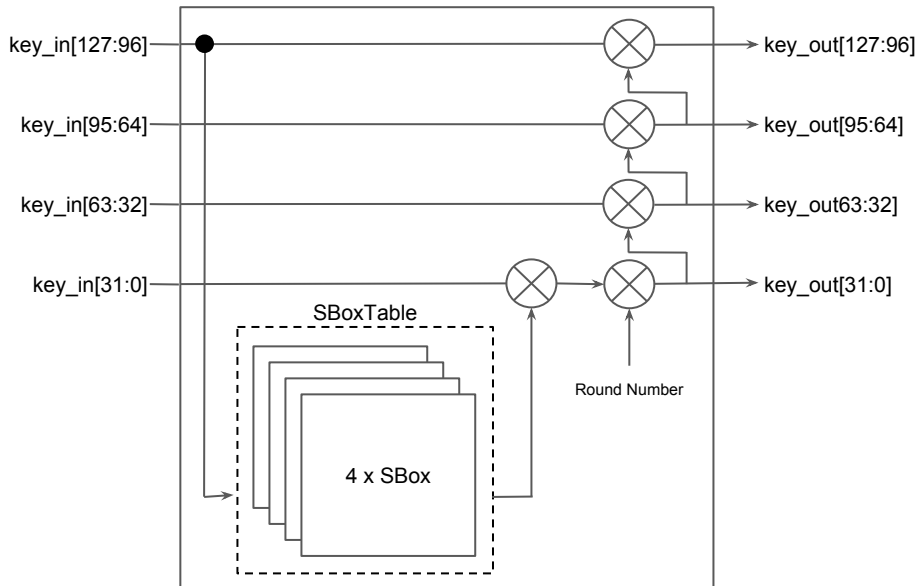 key_in[127:96]
key_out[127:96]
key_in[95:64]
key_out[95:64]
key_in[63:32]
key_out63:32]
key_in[31:0]
key_out[31:0]
SBoxTable
Round Number
4 x SBox